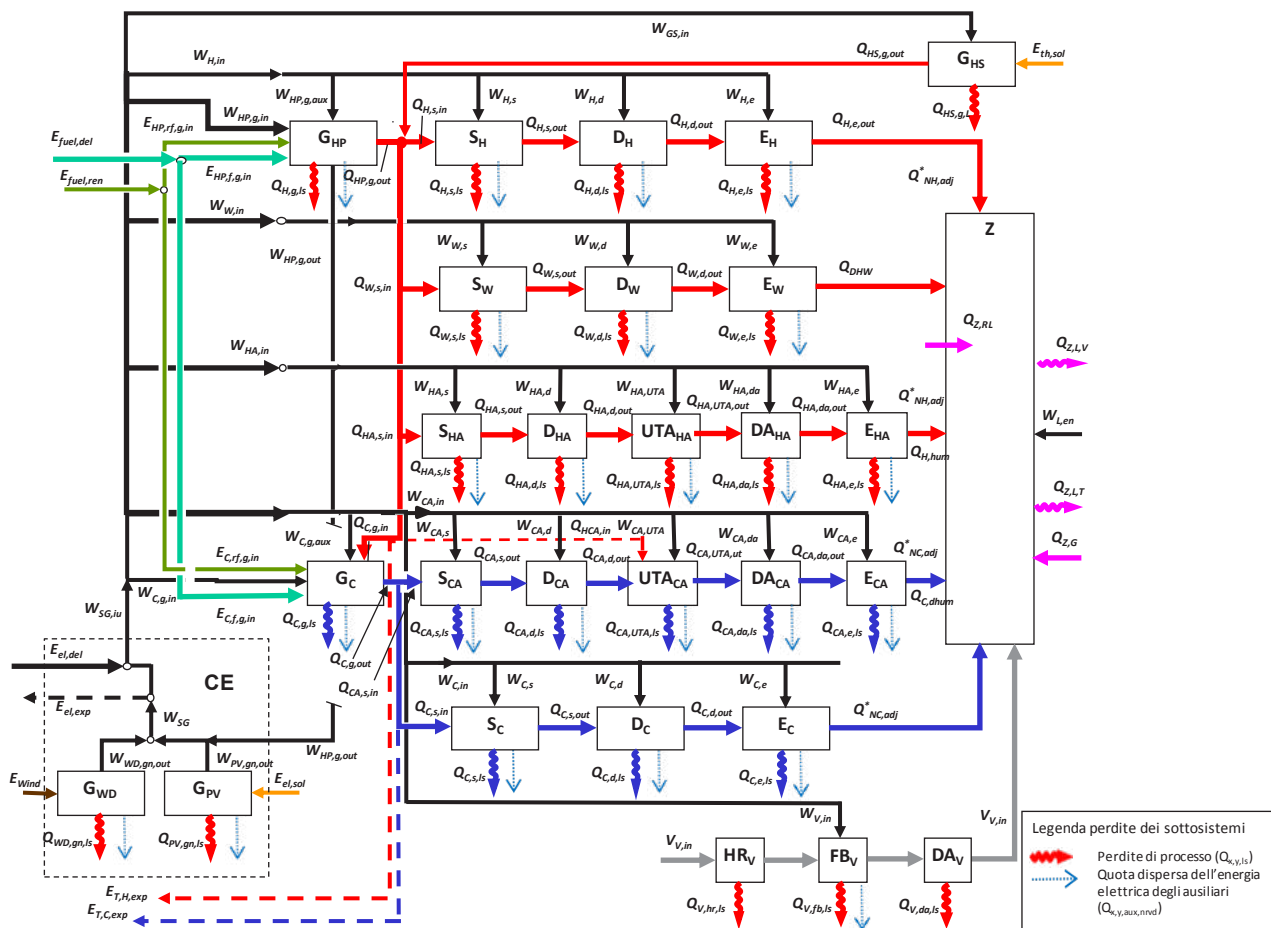 W_GS,in
W_H,in
Q_HS,g,out
G_HS
E_th,sol
W_HP,g,aux
Q_H,s,in
W_H,s
W_H,d
W_H,e
Q_HS,g,L
E_HP,rf,g,in
W_HP,g,in
E_fuel,del
G_HP
S_H
Q_H,s,out
D_H
Q_H,d,out
E_H
Q_H,e,out
E_fuel,ren
E_HP,f,g,in
Q_H,g,ls
Q_HP,g,out
Q_H,s,ls
Q_H,d,ls
Q_H,e,ls
Q*_NH,adj
W_W,in
Z
W_HP,g,out
W_W,s
W_W,d
W_W,e
Q_W,s,in
S_W
Q_W,s,out
D_W
Q_W,d,out
E_W
Q_DHW
Q_W,s,ls
Q_W,d,ls
Q_W,e,ls
Q_Z,RL
Q_Z,L,V
W_HA,in
W_HA,s
W_HA,d
W_HA,UTA
W_HA,da
W_HA,e
Q*_NH,adj
Q_HA,s,out
Q_HA,d,out
Q_HA,UTA,out
Q_HA,da,out
W_L,en
Q_HA,s,in
S_HA
D_HA
UTA_HA
DA_HA
E_HA
Q_H,hum
Q_HA,s,ls
Q_HA,d,ls
Q_HA,UTA,ls
Q_HA,da,ls
Q_HA,e,ls
Q_Z,L,T
W_CA,in
Q_C,g,in
W_C,g,aux
W_CA,s
W_CA,d
Q_HCA,in
W_CA,UTA
W_CA,da
W_CA,e
Q_Z,G
E_C,rf,g,in
Q_CA,s,out
Q_CA,d,out
Q_CA,UTA,ut
Q_CA,da,out
Q*_NC,adj
G_C
S_CA
D_CA
UTA_CA
DA_CA
E_CA
Q_C,dhum
W_SG,iu
W_C,g,in
E_C,f,g,in
Q_C,g,ls
Q_C,g,out
Q_CA,s,in
Q_CA,s,ls
Q_CA,d,ls
Q_CA,UTA,ls
Q_CA,da,ls
Q_CA,e,ls
E_el,del
CE
E_el,exp
W_SG
W_C,in
W_C,s
W_C,d
W_C,e
Q_C,s,in
S_C
Q_C,s,out
D_C
Q_C,d,out
E_C
Q*_NC,adj
W_WD,gn,out
W_PV,gn,out
W_HP,g,out
Q_C,s,ls
Q_C,d,ls
Q_C,e,ls
E_Wind
G_WD
G_PV
E_el,sol
Q_WD,gn,ls
Q_PV,gn,ls
W_V,in
V_V,in
V_V,in
HR_V
FB_V
DA_V
Q_V,hr,ls
Q_V,fb,ls
Q_V,da,ls
E_T,H,exp
E_T,C,exp
Legenda perdite dei sottosistemi
Perdite di processo (Q_x,y,ls)
Quota dispersa dell'energia
elettrica degli ausiliari
(Q_x,y,aux,nrvd)